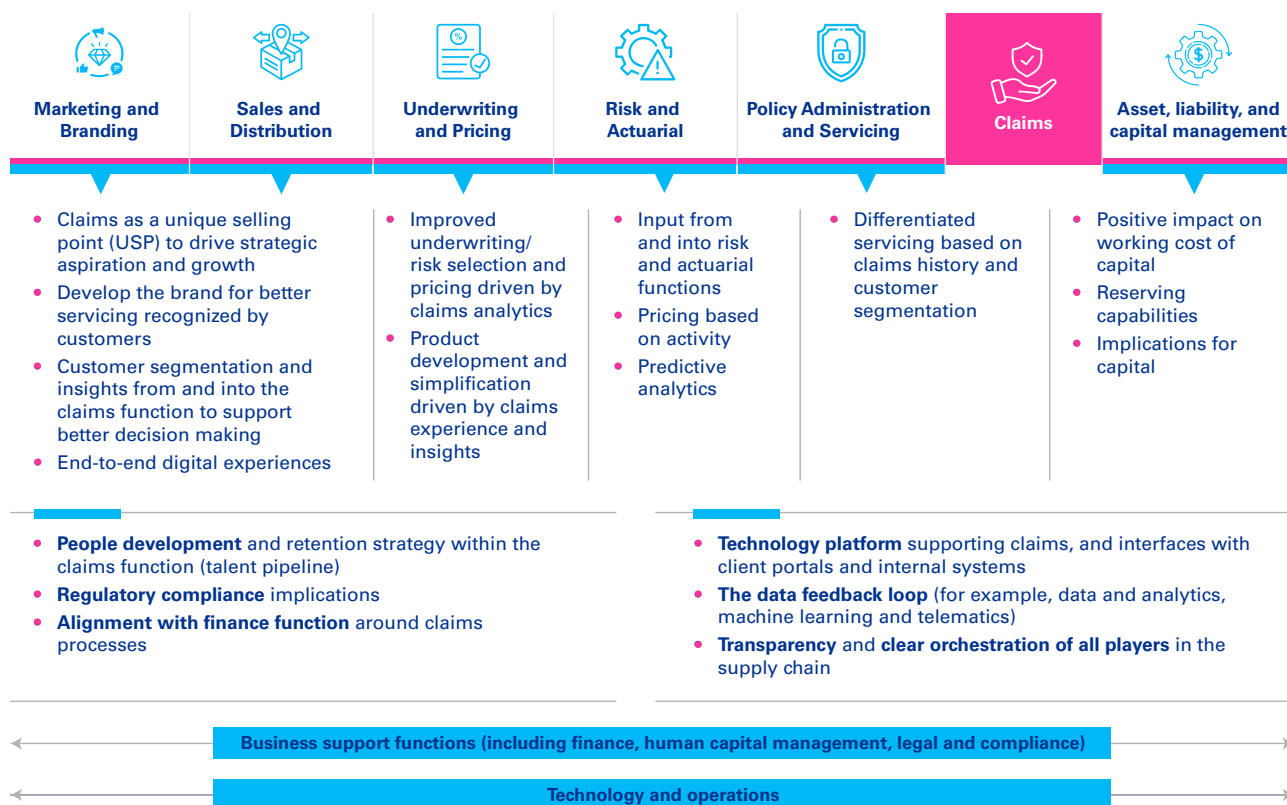 Marketing and
Branding
Sales and
Distribution
Underwriting
and Pricing
Risk and
Actuarial
Policy Administration
and Servicing
Claims
Asset, liability, and
capital management
• Claims as a unique selling
point (USP) to drive strategic
aspiration and growth
• Develop the brand for better
servicing recognized by
customers
• Customer segmentation and
insights from and into the
claims function to support
better decision making
• End-to-end digital experiences
• Improved
underwriting/
risk selection and
pricing driven by
claims analytics
• Product
development and
simplification
driven by claims
experience and
insights
• Input from
and into risk
and actuarial
functions
• Pricing based
on activity
• Predictive
analytics
• Differentiated
servicing based on
claims history and
customer
segmentation
• Positive impact on
working cost of
capital
• Reserving
capabilities
• Implications for
capital
• People development and retention strategy within the
claims function (talent pipeline)
• Regulatory compliance implications
• Alignment with finance function around claims
processes
• Technology platform supporting claims, and interfaces with
client portals and internal systems
• The data feedback loop (for example, data and analytics,
machine learning and telematics)
• Transparency and clear orchestration of all players in the
supply chain
Business support functions (including finance, human capital management, legal and compliance)
Technology and operations